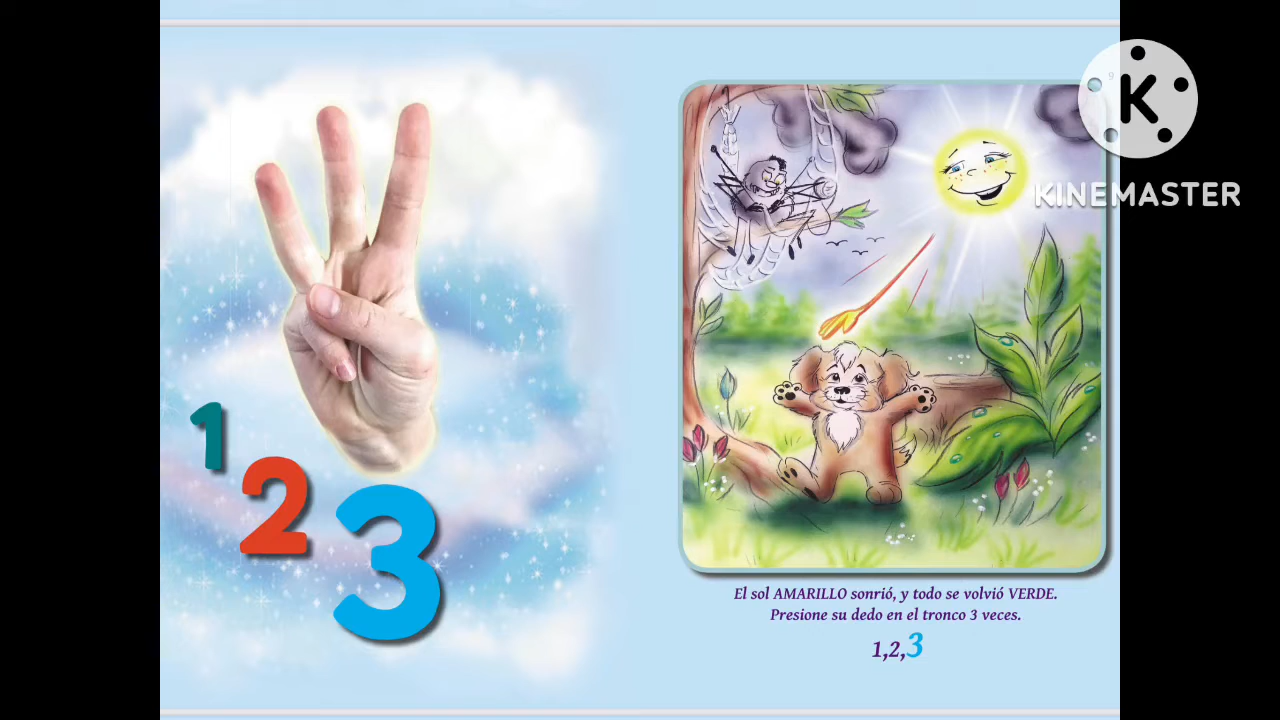 1
2
3
K
KINEMASTER
El sol AMARILLO sonrió, y todo se volvió VERDE.
Presione su dedo en el tronco 3 veces.
1,2,3